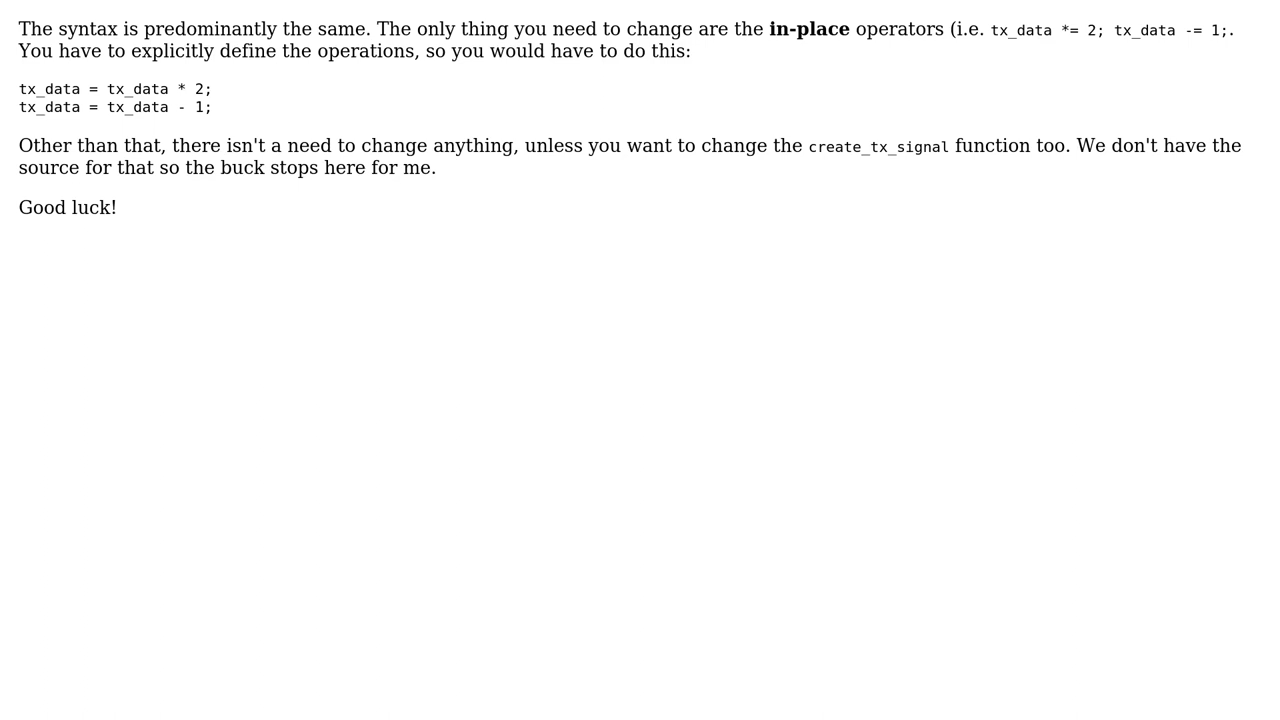 The syntax is predominantly the same. The only thing you need to change are the in-place operators (i.e. tx_data *= 2; tx_data -= 1;.
You have to explicitly define the operations, so you would have to do this:
tx_data = tx_data * 2;
tx_data = tx_data - 1;
Other than that, there isn't a need to change anything, unless you want to change the create_tx_signal function too. We don't have the
source for that so the buck stops here for me.
Good luck!